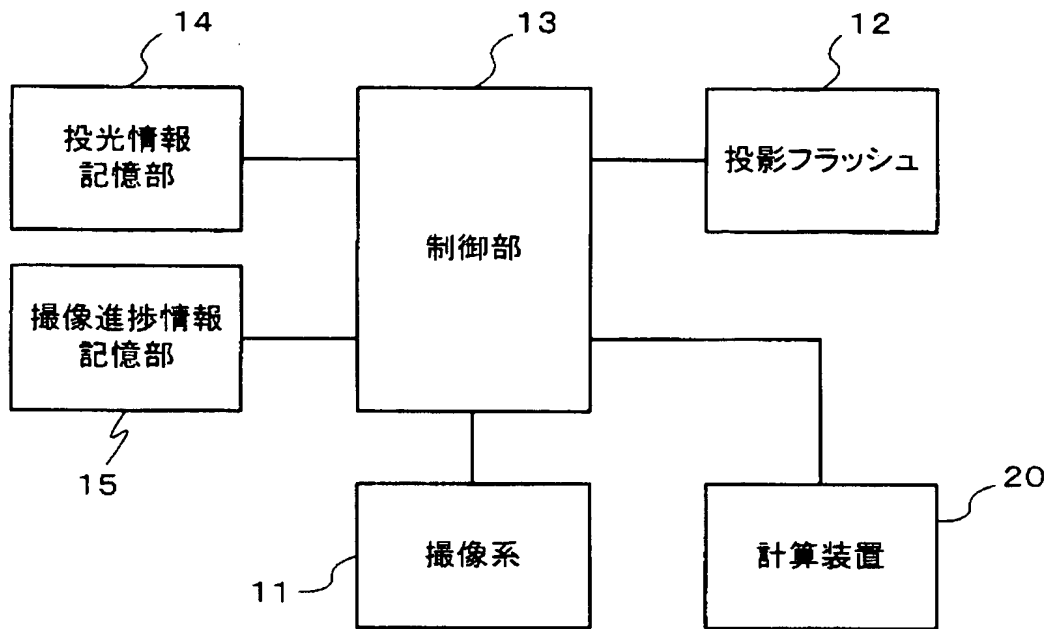 14
13
12
投光情報
記憶部
制御部
投影フラッシュ
撮像進捗情報
記憶部
15
11
撮像系
計算装置
20